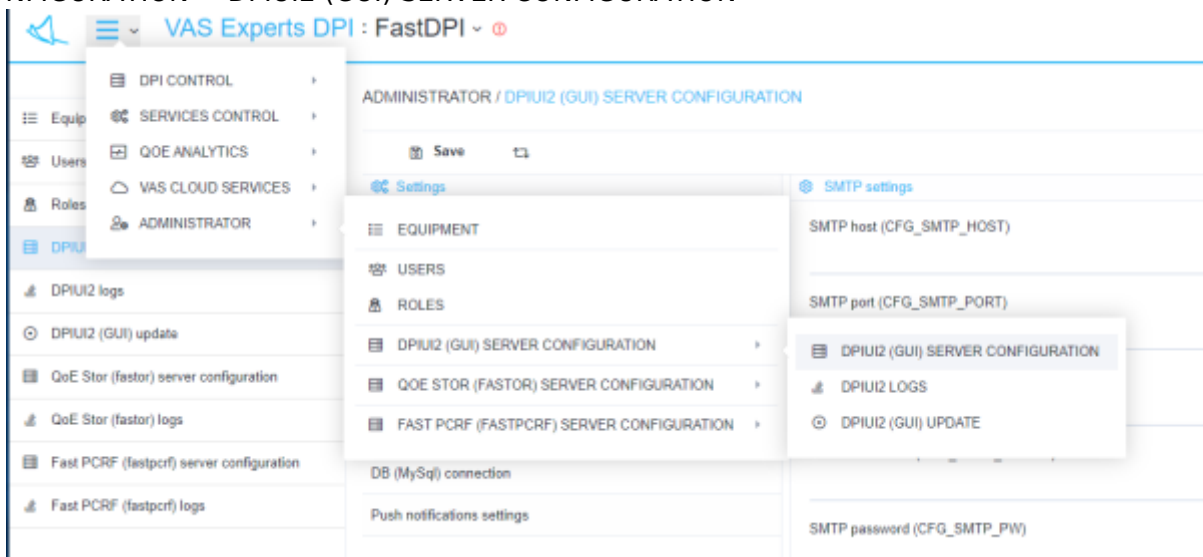 VAS Experts DPI : FastDPI
DPI CONTROL
SERVICES CONTROL
QOE ANALYTICS
VAS CLOUD SERVICES
ADMINISTRATOR
Equip
Users
Roles
DPIU
DPIUI2 logs
DPIUI2 (GUI) update
QoE Stor (fastor) server configuration
QoE Stor (fastor) logs
Fast PCRF (fastpcrf) server configuration
Fast PCRF (fastpcrf) logs
ADMINISTRATOR / DPIUI2 (GUI) SERVER CONFIGURATION
Save
Settings
EQUIPMENT
USERS
ROLES
DPIUI2 (GUI) SERVER CONFIGURATION
QOE STOR (FASTOR) SERVER CONFIGURATION
FAST PCRF (FASTPCRF) SERVER CONFIGURATION
DB (MySql) connection
Push notifications settings
SMTP settings
SMTP host (CFG_SMTP_HOST)
SMTP port (CFG_SMTP_PORT)
DPIUI2 (GUI) SERVER CONFIGURATION
DPIUI2 LOGS
DPIUI2 (GUI) UPDATE
SMTP password (CFG_SMTP_PW)